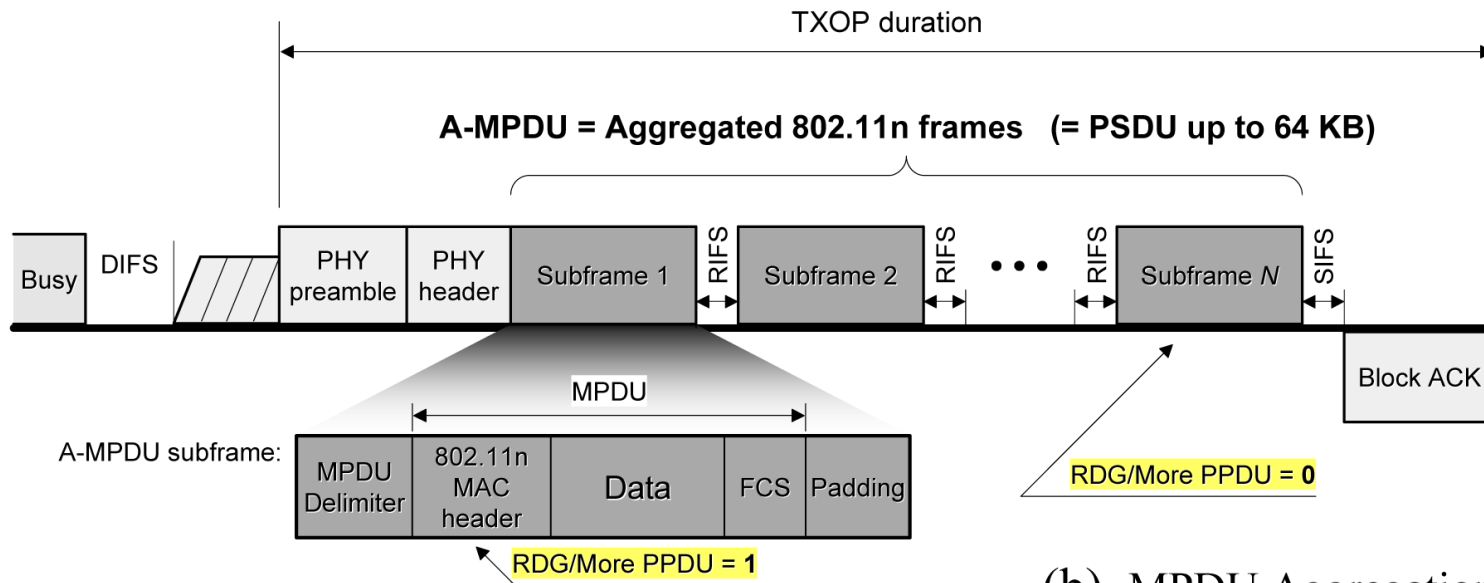 TXOP duration
A-MPDU = Aggregated 802.11n frames (= PSDU up to 64 KB)
Busy
DIFS
PHY
preamble
PHY
header
Subframe 1
RIFS
Subframe 2
RIFS
•••
RIFS
Subframe N
SIFS
Block ACK
MPDU
A-MPDU subframe:
MPDU
Delimiter
802.11n
MAC
header
Data
FCS
Padding
RDG/More PPDU = 0
RDG/More PPDU = 1
(b) MPDU